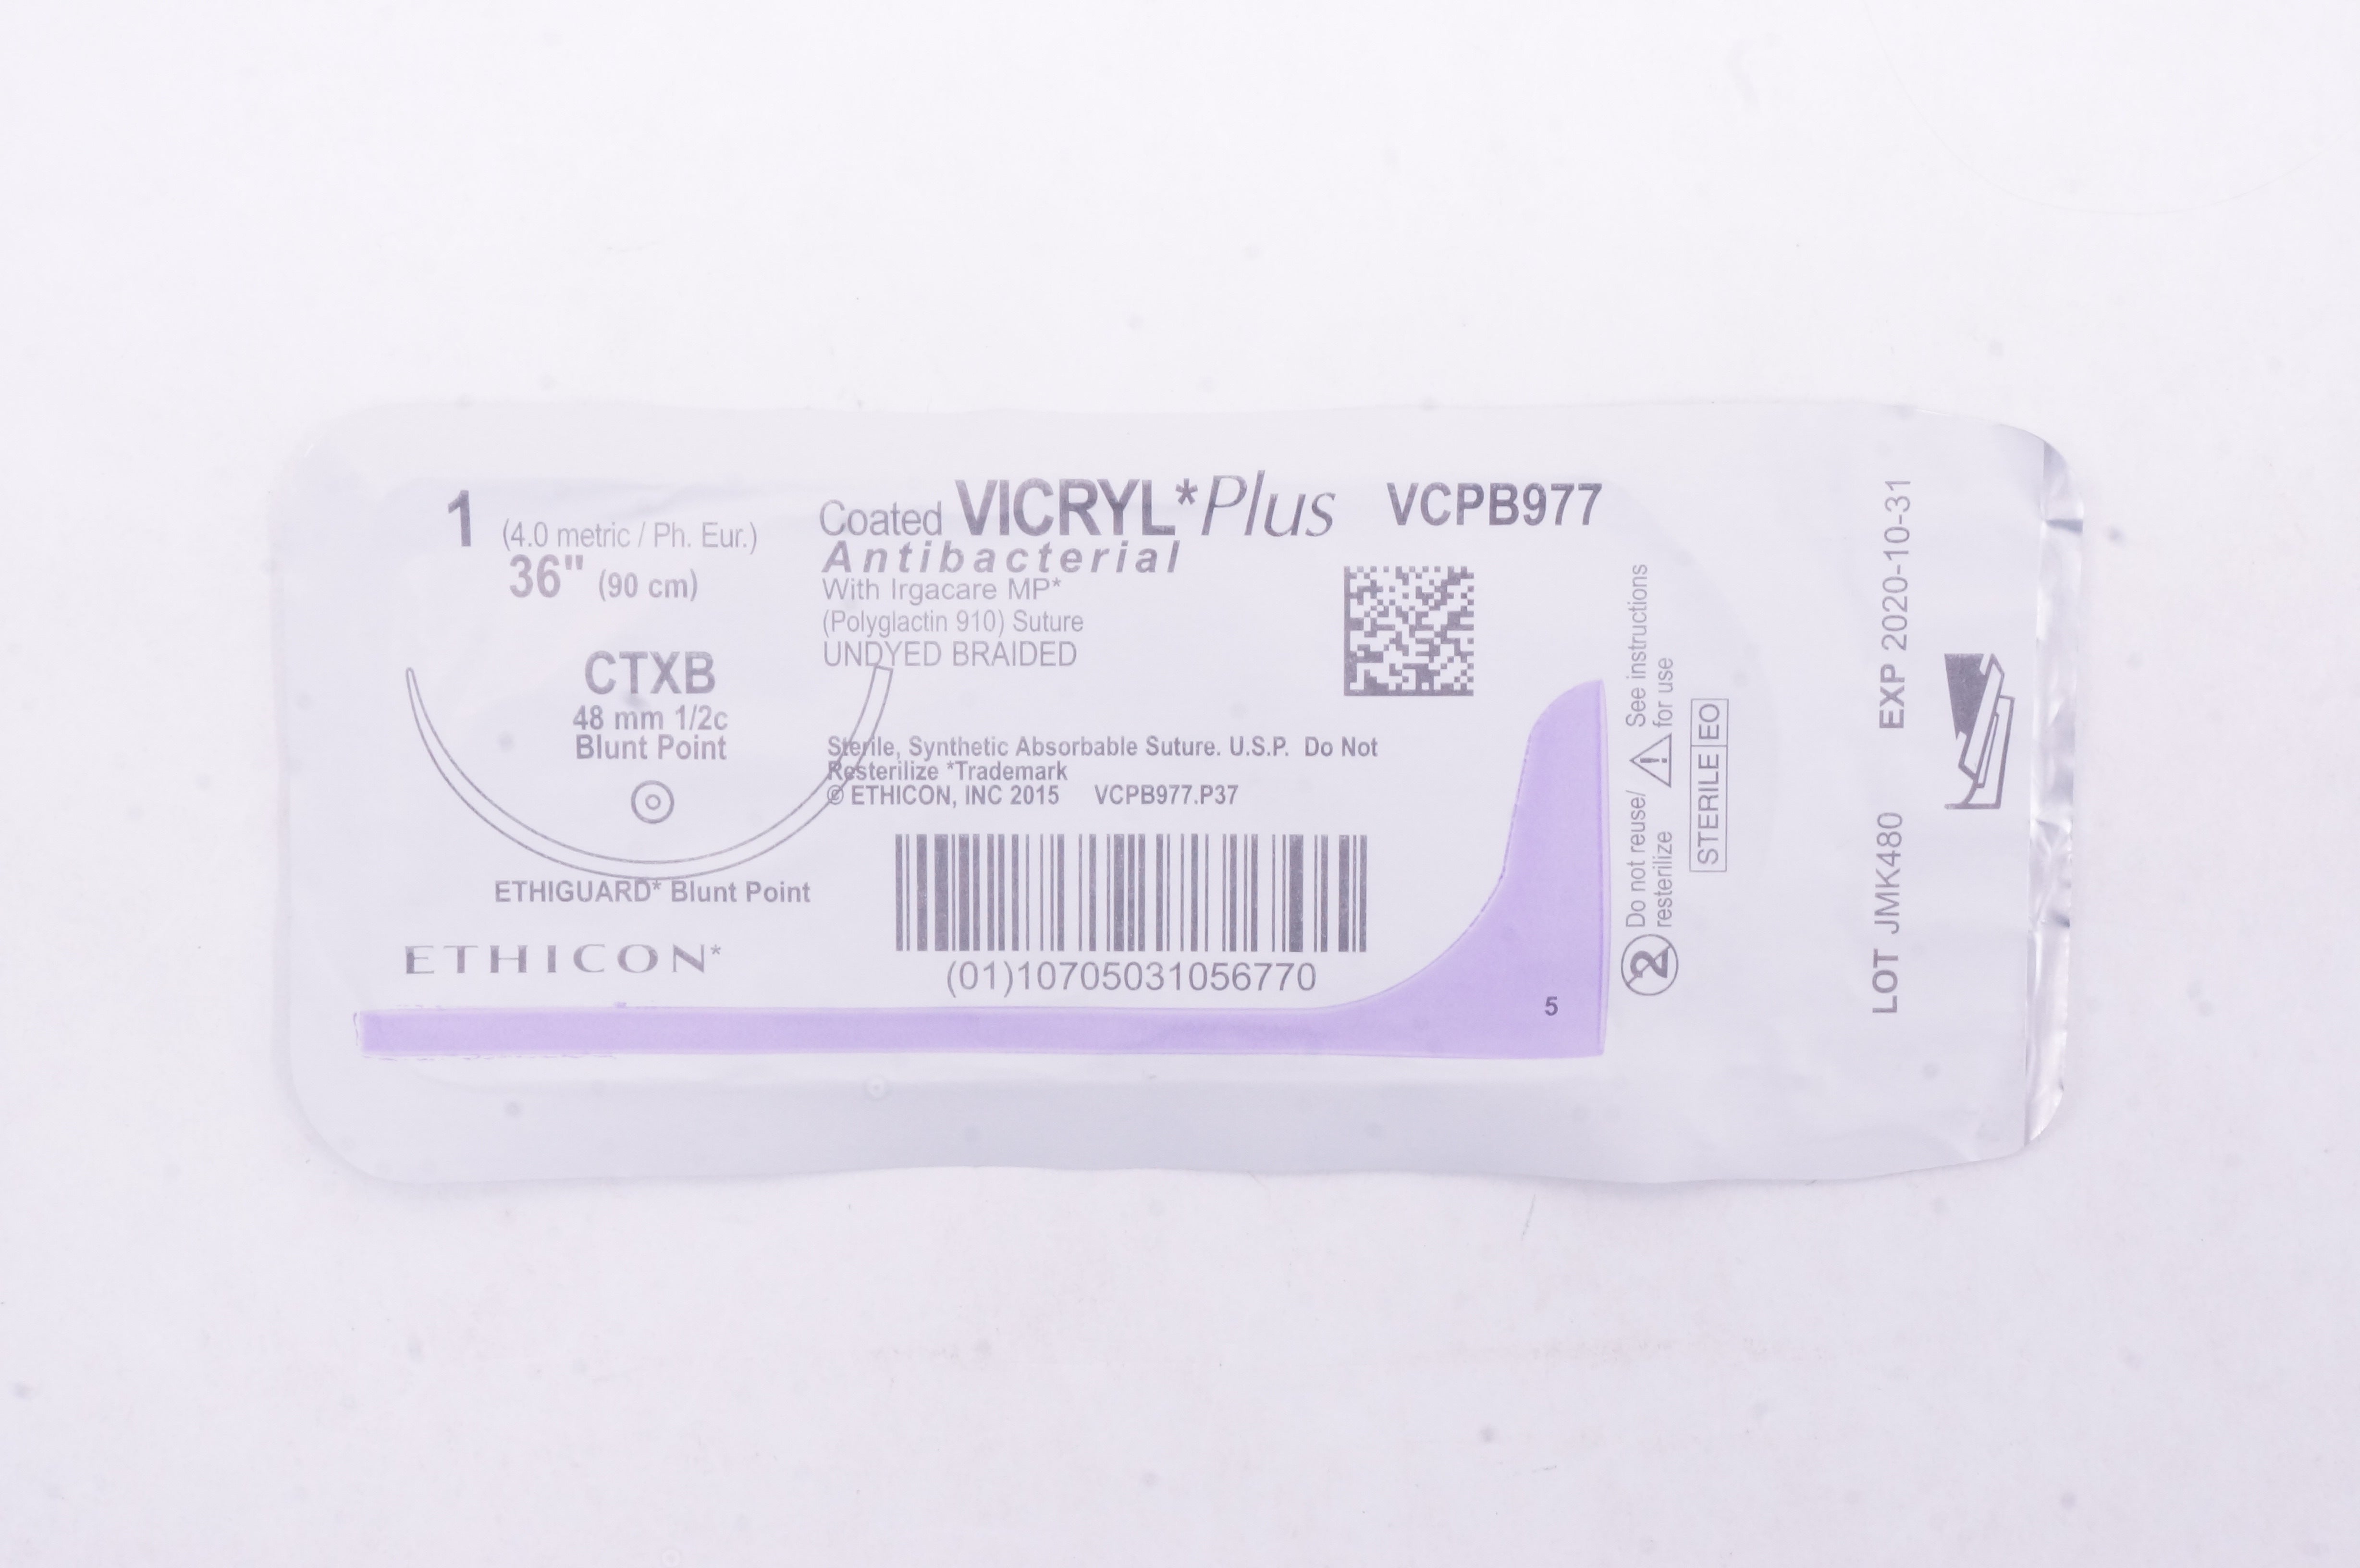 1 (4.0 metric / Ph. Eur.)
36" (90 cm)
CTXB
48 mm 1/2c
Blunt Point
ETHIGUARD* Blunt Point
ETHICON*
Coated VICRYL*Plus VCPB977
Antibacterial
With Irgacare MP*
(Polyglactin 910) Suture
UNDYED BRAIDED
Sterile, Synthetic Absorbable Suture. U.S.P. Do Not
Resterilize *Trademark
© ETHICON, INC 2015 VCPB977.P37
(01)10705031056770
5
2 Do not reuse/
resterilize
See instructions
for use
STERILE EO
LOT JMK480 EXP 2020-10-31